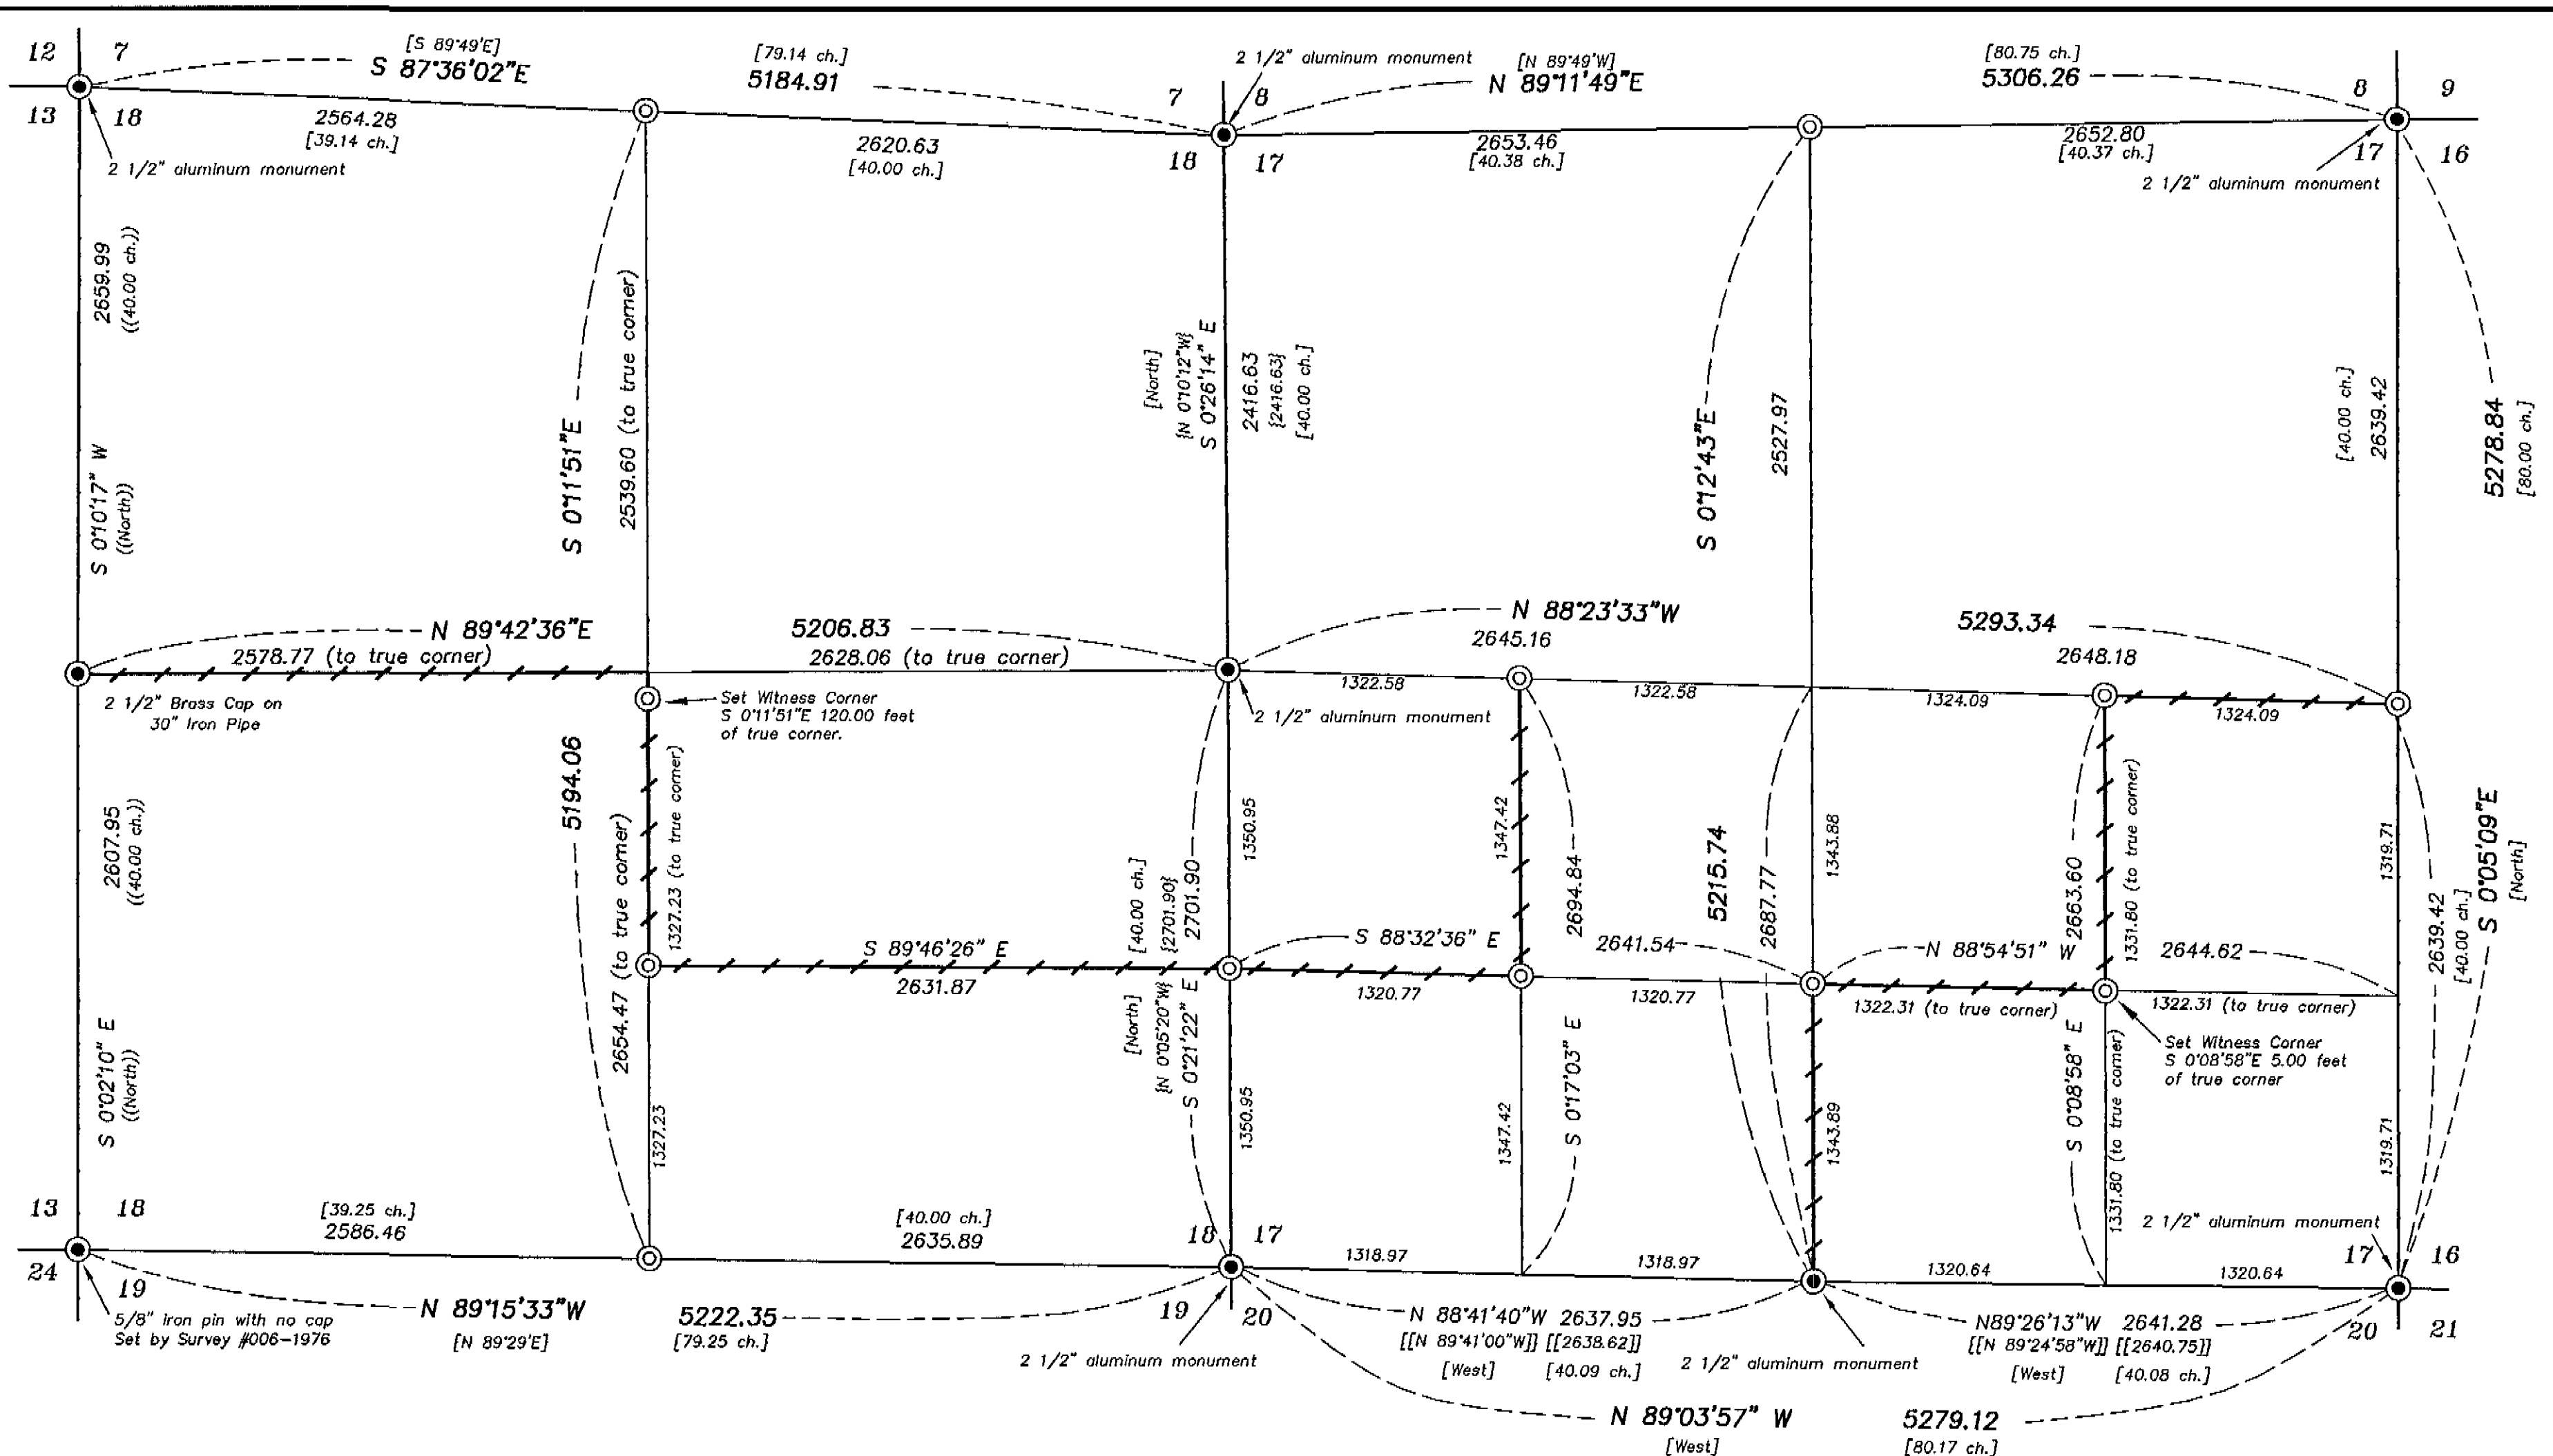 12 7
13 18
[S 89°49'E]
S 87°36'02"E
[79.14 ch.]
5184.91
2 1/2" aluminum monument
[N 89°49'W]
N 89°11'49"E
[80.75 ch.]
5306.26
7 8
18 17
8 9
17 16
2564.28
[39.14 ch.]
2620.63
[40.00 ch.]
2653.46
[40.38 ch.]
2652.80
[40.37 ch.]
2 1/2" aluminum monument
2 1/2" aluminum monument
2659.99
((40.00 ch.))
S 0°10'17" W
((North))
S 0°11'51"E
2539.60 (to true corner)
[North]
{N 0°10'12"W}
S 0°26'14" E
2416.63
{2416.63}
[40.00 ch.]
S 0°12'43"E
2527.97
[40.00 ch.]
2639.42
5278.84
[80.00 ch.]
N 89°42'36"E
5206.83
2578.77 (to true corner)
2628.06 (to true corner)
N 88°23'33"W
2645.16
5293.34
2648.18
1322.58
1322.58
1324.09
1324.09
2 1/2" Brass Cap on
30" Iron Pipe
Set Witness Corner
S 0°11'51"E 120.00 feet
of true corner.
2 1/2" aluminum monument
2607.95
((40.00 ch.))
S 0°02'10" E
((North))
5194.06
2654.47 (to true corner)
1327.23 (to true corner)
1327.23
[40.00 ch.]
{2701.90}
2701.90
[North]
{N 0°05'20"W}
S 0°21'22" E
1350.95
1350.95
1347.42
1347.42
2694.84
S 0°17'03" E
5215.74
2687.77
1343.88
1343.89
2663.60
S 0°08'58" E
1331.80 (to true corner)
1331.80 (to true corner)
1319.71
1319.71
2639.42
[40.00 ch.]
S 0°05'09"E
[North]
S 89°46'26" E
2631.87
S 88°32'36" E
2641.54
1320.77
1320.77
N 88°54'51" W
2644.62
1322.31 (to true corner)
1322.31 (to true corner)
Set Witness Corner
S 0°08'58"E 5.00 feet
of true corner
13 18
24 19
[39.25 ch.]
2586.46
[40.00 ch.]
2635.89
18 17
19 20
1318.97
1318.97
1320.64
1320.64
2 1/2" aluminum monument
17 16
20 21
5/8" iron pin with no cap
Set by Survey #006-1976
N 89°15'33"W
[N 89°29'E]
5222.35
[79.25 ch.]
2 1/2" aluminum monument
N 88°41'40"W 2637.95
[[N 89°41'00"W]] [[2638.62]]
[West] [40.09 ch.]
2 1/2" aluminum monument
N89°26'13"W 2641.28
[[N 89°24'58"W]] [[2640.75]]
[West] [40.08 ch.]
N 89°03'57" W
[West]
5279.12
[80.17 ch.]